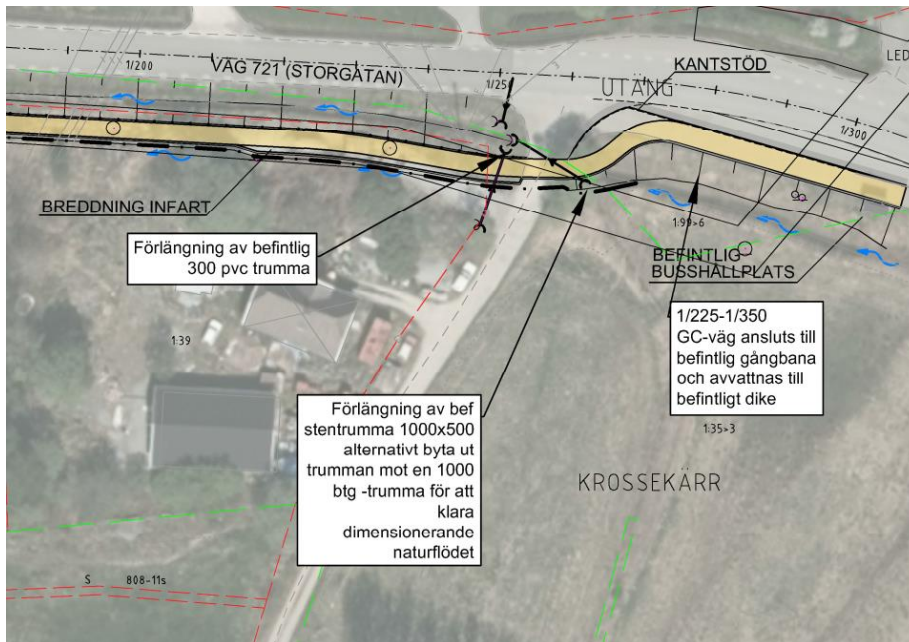 LED
KANTSTÖD
VÄG 721 (STORGATAN)
1/200
1/25
UTÄNG
1/300
BREDDNING INFART
1:99>6
Förlängning av befintlig
300 pvc trumma
BEFINTLIG
BUSSHÅLLPLATS
1/225-1/350
GC-väg ansluts till
befintlig gångbana
och avvattnas till
befintligt dike
1:39
Förlängning av bef
stentrumma 1000x500
alternativt byta ut
trumman mot en 1000
btg -trumma för att
klara
dimensionerande
naturflödet
1:35>3
KROSSEKÄRR
S 808-11s